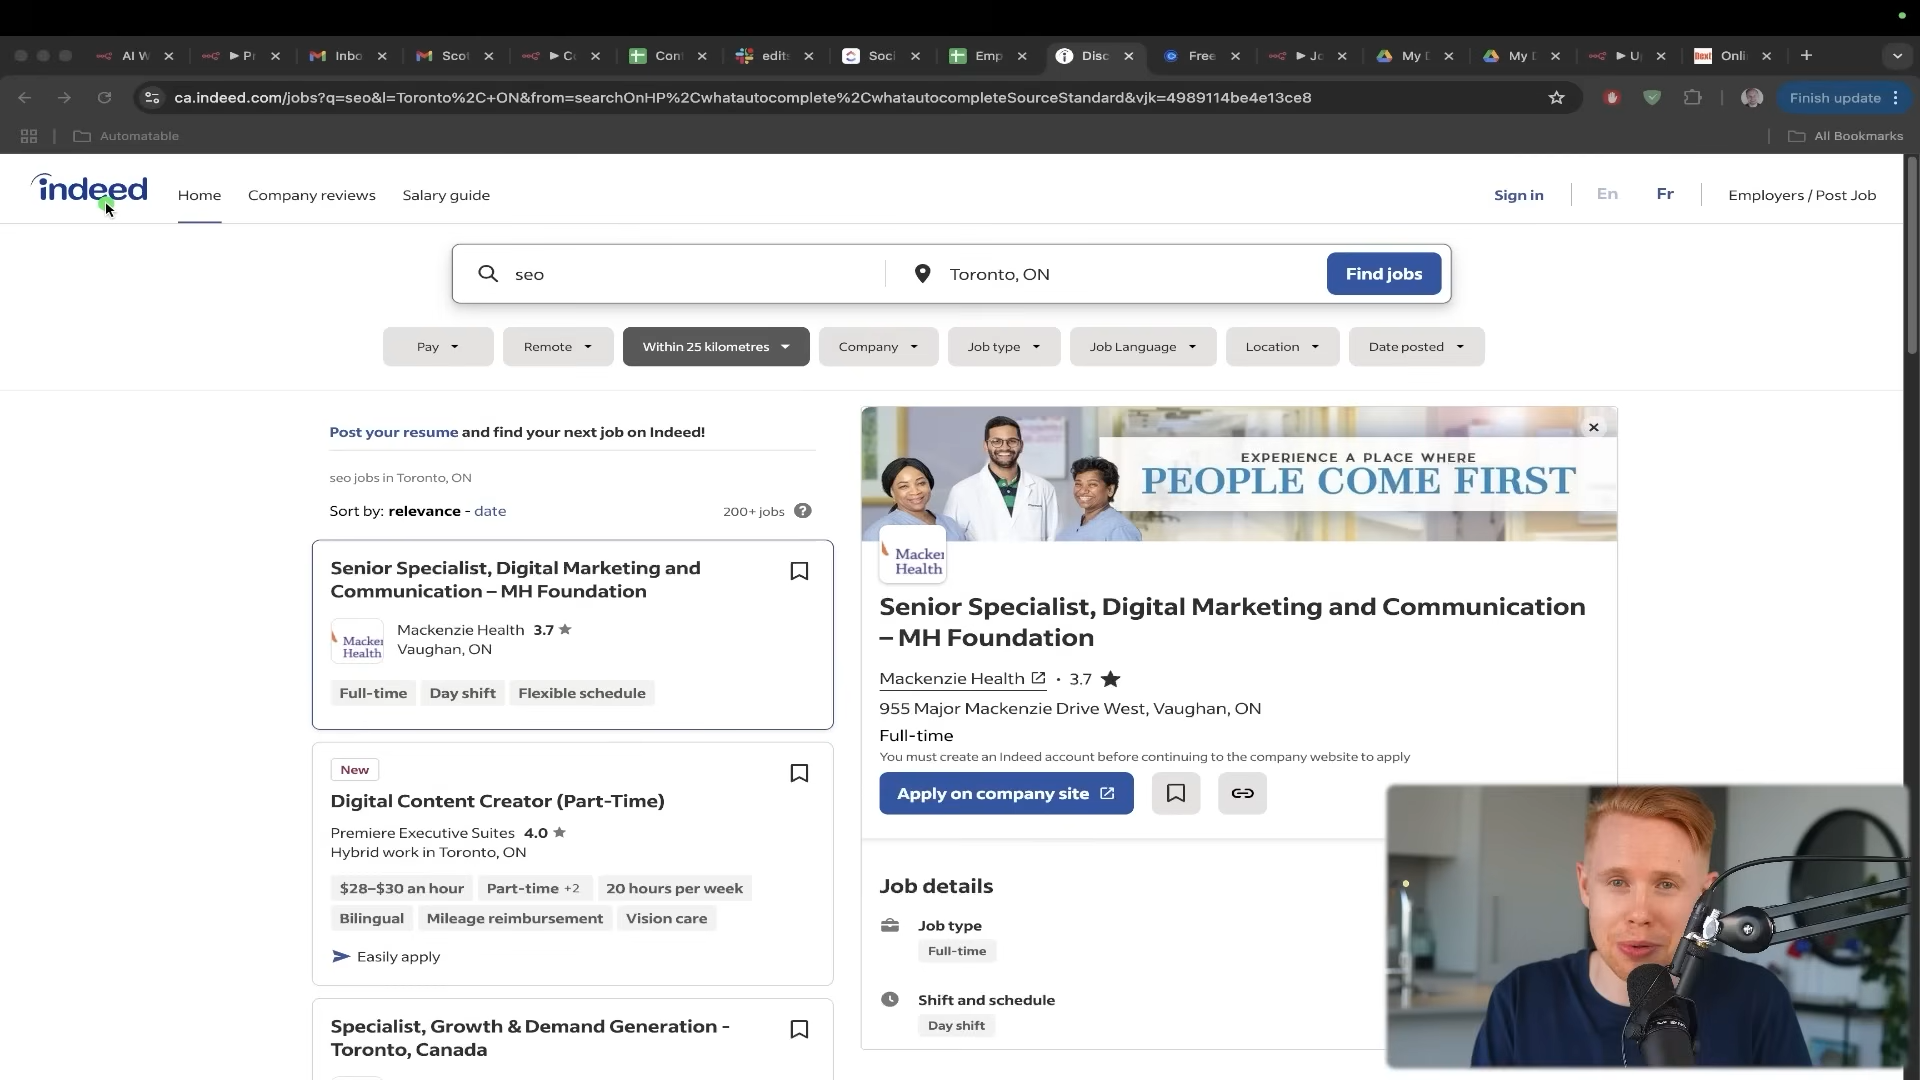 AI W
Pr
Inbo
Scot
Con
edit
Soci
Emp
Disc
Free
Jc
My D
My D
U
Onli
ca.indeed.com/jobs?q=seo&l=Toronto%2C+ON&from=searchOnHP%2Cwhatautocomplete%2CwhatautocompleteSourceStandard&vjk=4989114be4e13ce8
Finish update
Automatable
All Bookmarks
indeed
Home
Company reviews
Salary guide
Sign in
En
Fr
Employers / Post Job
seo
Toronto, ON
Find jobs
Pay
Remote
Within 25 kilometres
Company
Job type
Job Language
Location
Date posted
Post your resume and find your next job on Indeed!
seo jobs in Toronto, ON
Sort by: relevance - date
200+ jobs
Senior Specialist, Digital Marketing and
Communication – MH Foundation
Macken
Health
Mackenzie Health 3.7
Vaughan, ON
Full-time
Day shift
Flexible schedule
New
Digital Content Creator (Part-Time)
Premiere Executive Suites 4.0
Hybrid work in Toronto, ON
$28–$30 an hour
Part-time +2
20 hours per week
Bilingual
Mileage reimbursement
Vision care
Easily apply
Specialist, Growth & Demand Generation -
Toronto, Canada
EXPERIENCE A PLACE WHERE
PEOPLE COME FIRST
Macken
Health
Senior Specialist, Digital Marketing and Communication
– MH Foundation
Mackenzie Health • 3.7
955 Major Mackenzie Drive West, Vaughan, ON
Full-time
You must create an Indeed account before continuing to the company website to apply
Apply on company site
Job details
Job type
Full-time
Shift and schedule
Day shift